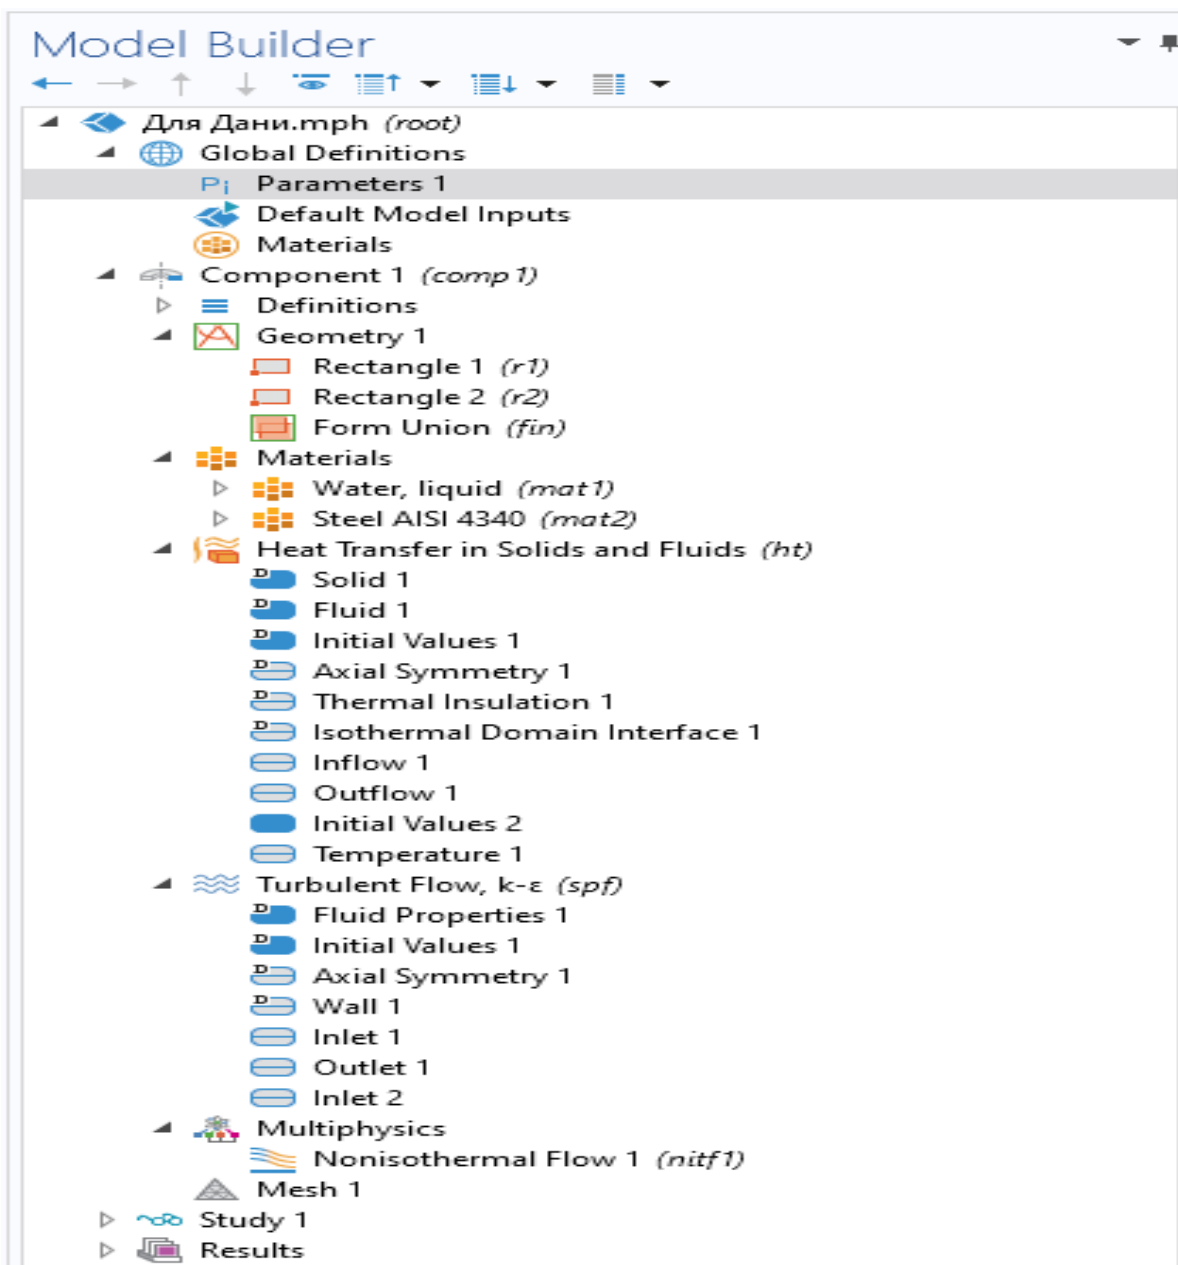 Model Builder
Для Дани.mph (root)
Global Definitions
Pi Parameters 1
Default Model Inputs
Materials
Component 1 (comp1)
Definitions
Geometry 1
Rectangle 1 (r1)
Rectangle 2 (r2)
Form Union (fin)
Materials
Water, liquid (mat1)
Steel AISI 4340 (mat2)
Heat Transfer in Solids and Fluids (ht)
D Solid 1
D Fluid 1
D Initial Values 1
D Axial Symmetry 1
D Thermal Insulation 1
D Isothermal Domain Interface 1
Inflow 1
Outflow 1
Initial Values 2
Temperature 1
Turbulent Flow, k-ε (spf)
D Fluid Properties 1
D Initial Values 1
D Axial Symmetry 1
D Wall 1
Inlet 1
Outlet 1
Inlet 2
Multiphysics
Nonisothermal Flow 1 (nitf1)
Mesh 1
Study 1
Results